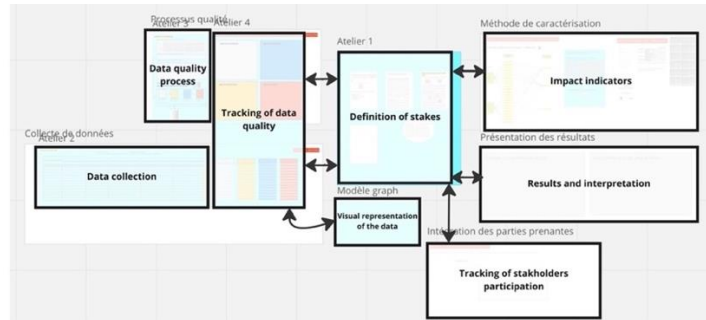 Processus qualité
Atelier 3
Atelier 4
Data quality
process
Tracking of data
quality
Collecte de données
Atelier 2
Data collection
Atelier 1
Definition of stakes
Modèle graph
Visual representation
of the data
Méthode de caractérisation
Impact indicators
Présentation des résultats
Results and interpretation
Intégration des parties prenantes
Tracking of stakholders
participation